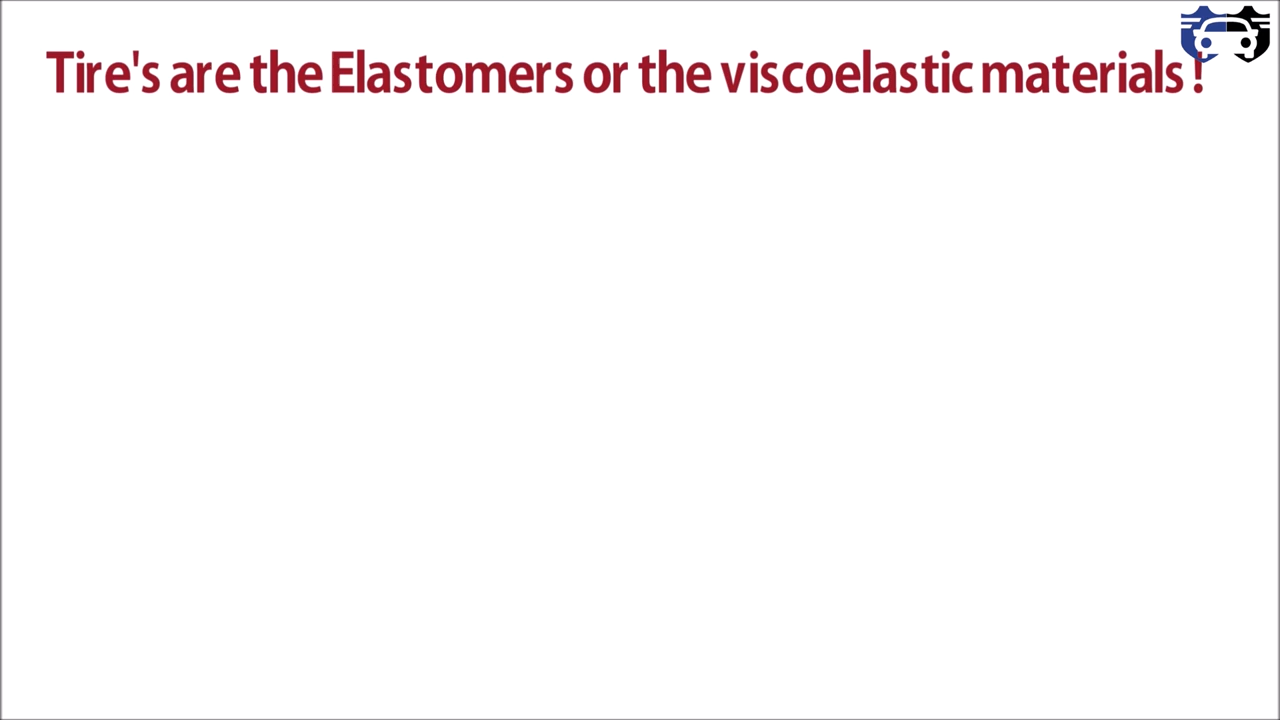 Tire's are the Elastomers or the viscoelastic materials !